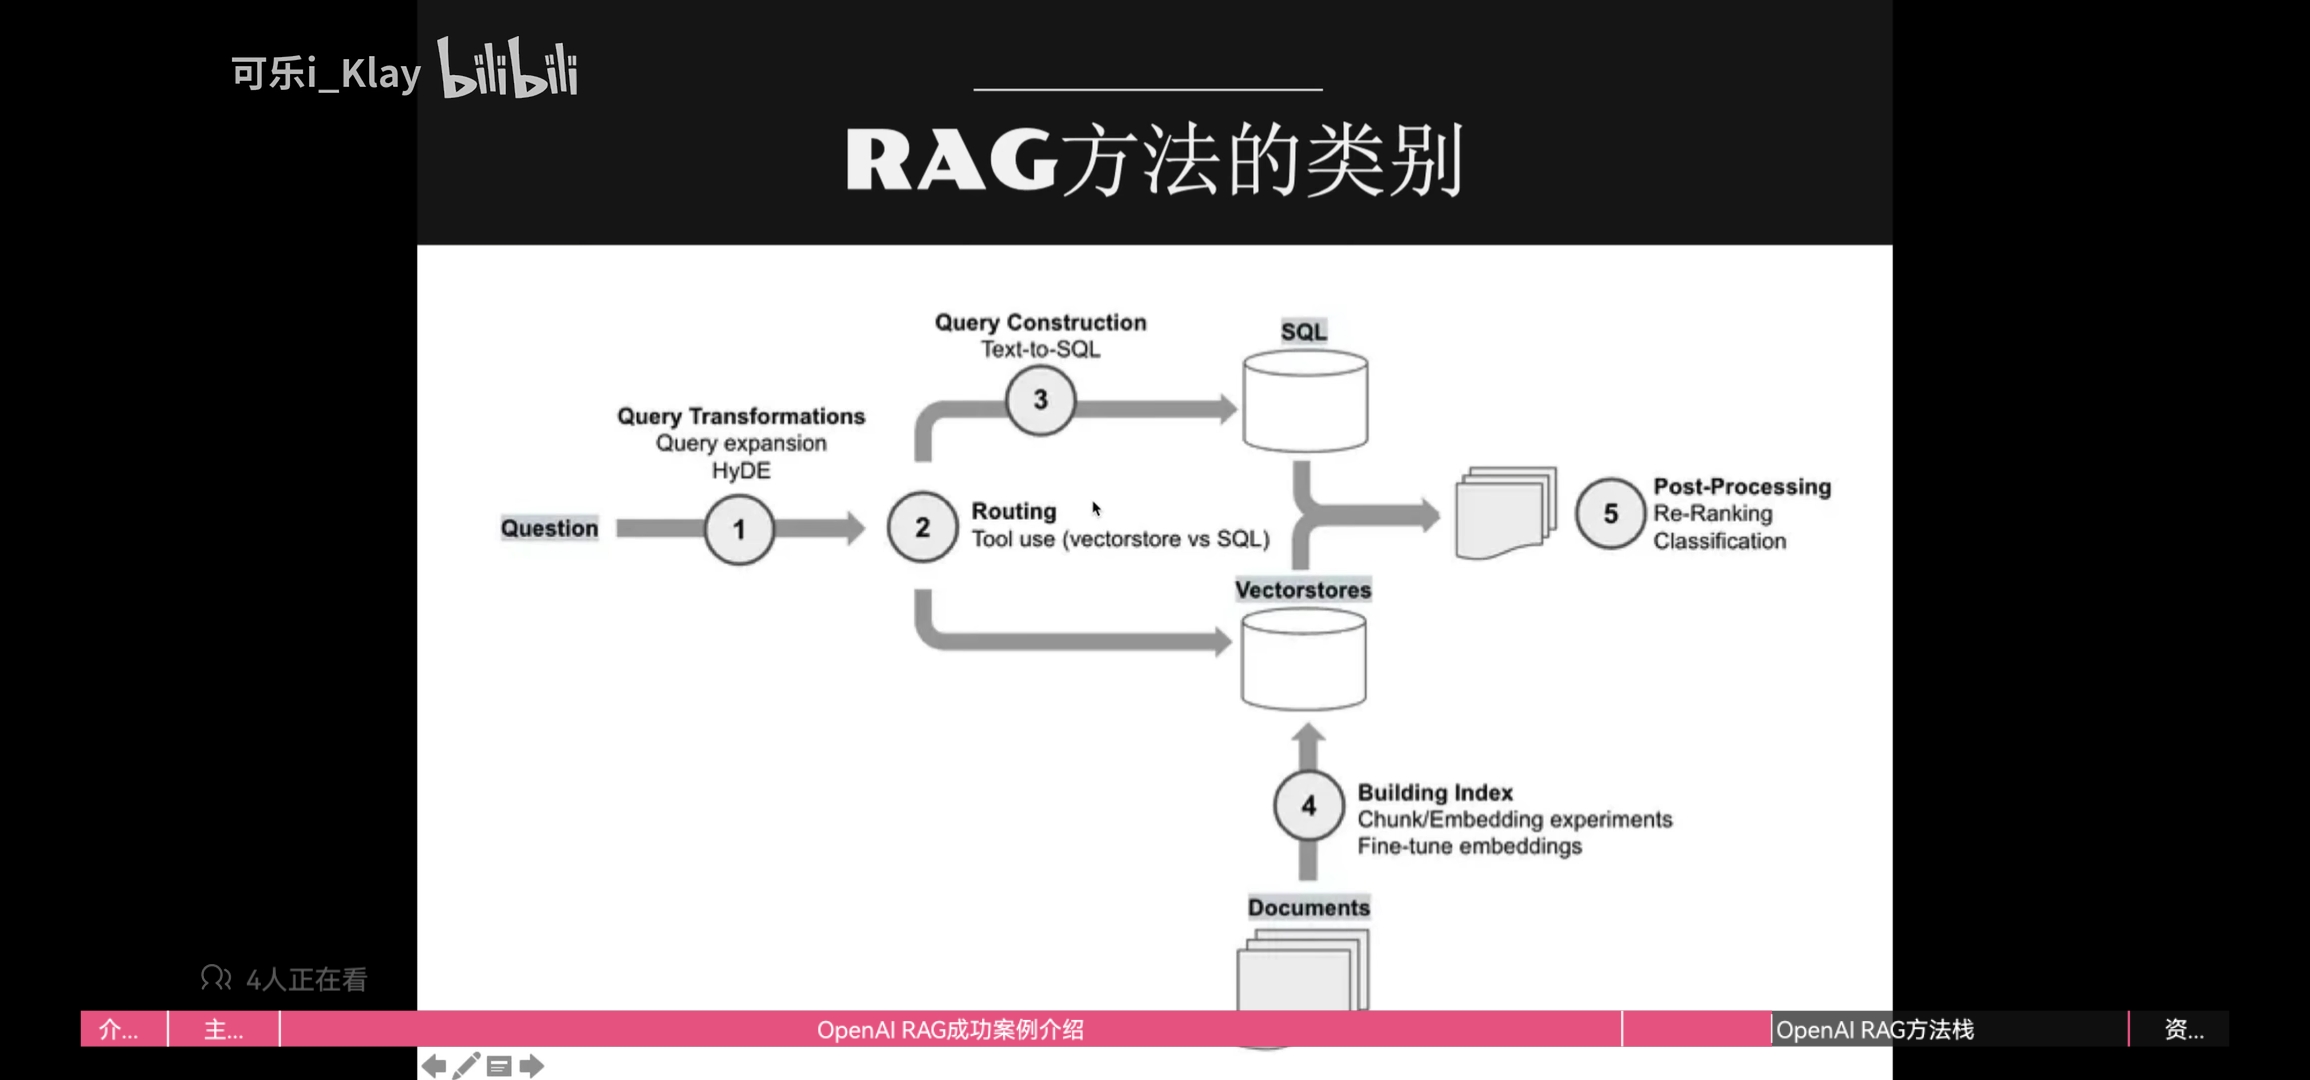 可乐i_Klay bilibili
RAG方法的类别
Query Construction
Text-to-SQL
3
SQL
Query Transformations
Query expansion
HyDE
Question
1
2
Routing
Tool use (vectorstore vs SQL)
5
Post-Processing
Re-Ranking
Classification
Vectorstores
4
Building Index
Chunk/Embedding experiments
Fine-tune embeddings
Documents
4人正在看
介... 主... OpenAI RAG成功案例介绍 OpenAI RAG方法栈 资...